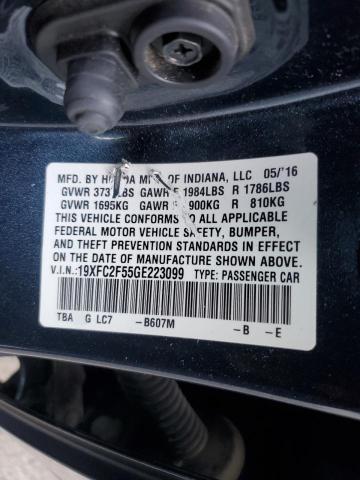 MFD. BY HONDA MFG OF INDIANA, LLC 05/'16
GVWR 3737LBS GAWR F 1984LBS R 1786LBS
GVWR 1695KG GAWR 900KG R 810KG
THIS VEHICLE CONFORMS TO ALL APPLICABLE
FEDERAL MOTOR VEHICLE SAFETY, BUMPER,
AND THEFT PREVENTION STANDARDS IN EFFECT
ON THE DATE OF MANUFACTURE SHOWN ABOVE.
V.I.N.: 19XFC2F55GE223099 TYPE: PASSENGER CAR
TBA G LC7 -B607M -B -E